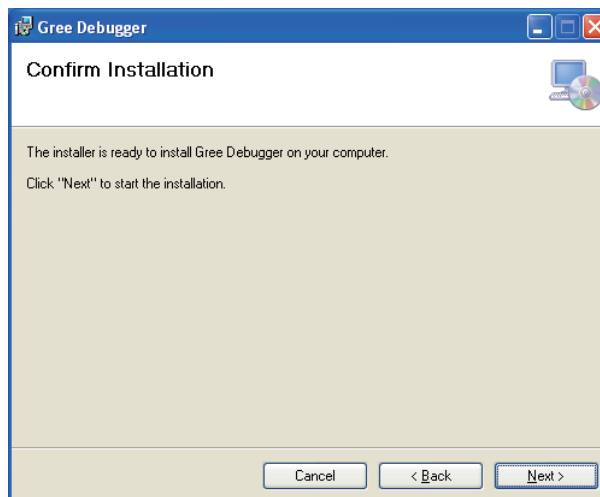 Gree Debugger
Confirm Installation
The installer is ready to install Gree Debugger on your computer.
Click "Next" to start the installation.
Cancel
< Back
Next >